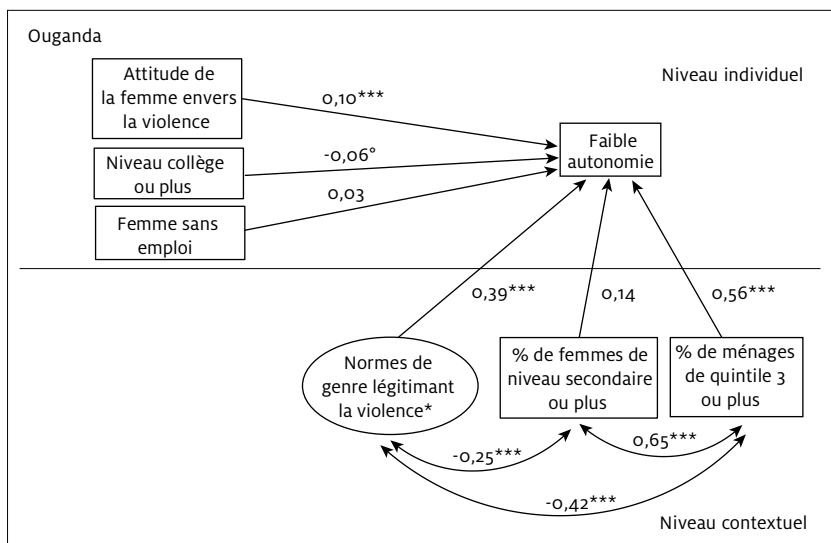 Ouganda
Niveau individuel
Attitude de
la femme envers
la violence
0,10***
Faible
autonomie
Niveau collège
ou plus
-0,06°
0,03
Femme sans
emploi
0,39***
0,14
0,56***
Normes de
genre légitimant
la violence*
% de femmes de
niveau secondaire
ou plus
% de ménages
de quintile 3
ou plus
-0,25***
0,65***
-0,42***
Niveau contextuel